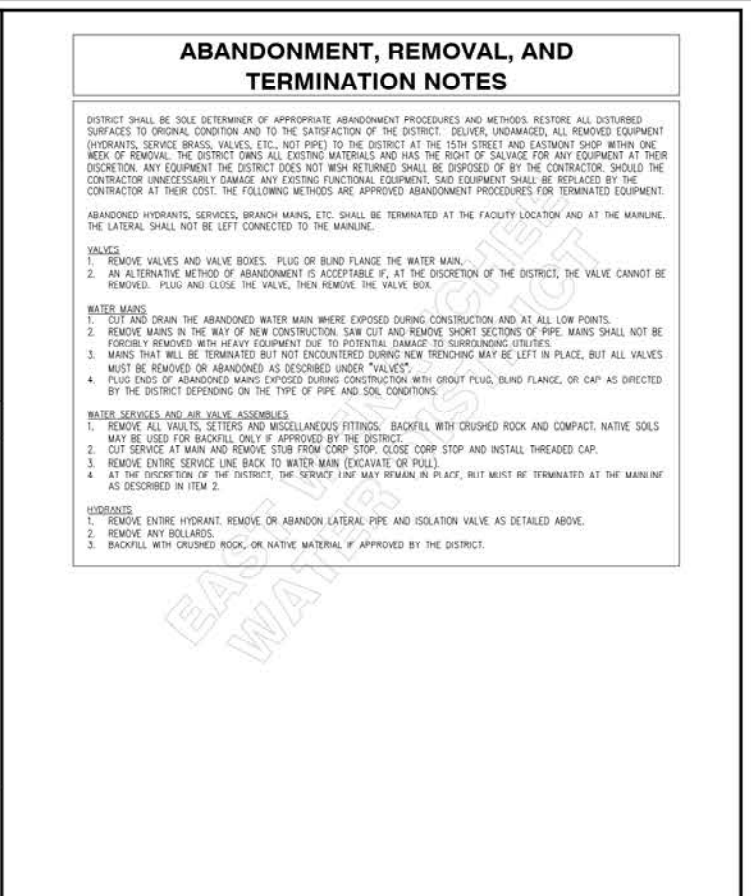 ABANDONMENT, REMOVAL, AND
TERMINATION NOTES
DISTRICT SHALL BE SOLE DETERMINER OF APPROPRIATE ABANDONMENT PROCEDURES AND METHODS. RESTORE ALL DISTURBED
SURFACES TO ORIGINAL CONDITION AND TO THE SATISFACTION OF THE DISTRICT. DELIVER, UNDAMAGED, ALL REMOVED EQUIPMENT
(HYDRANTS, SERVICE BRASS, VALVES, ETC., NOT PIPE) TO THE DISTRICT AT THE 15TH STREET AND EASTMONT SHOP WITHIN ONE
WEEK OF REMOVAL. THE DISTRICT OWNS ALL EXISTING MATERIALS AND HAS THE RIGHT OF SALVAGE FOR ANY EQUIPMENT AT THEIR
DISCRETION. ANY EQUIPMENT THE DISTRICT DOES NOT WISH RETURNED SHALL BE DISPOSED OF BY THE CONTRACTOR. SHOULD THE
CONTRACTOR UNNECESSARILY DAMAGE ANY EXISTING FUNCTIONAL EQUIPMENT, SAID EQUIPMENT SHALL BE REPLACED BY THE
CONTRACTOR AT THEIR COST. THE FOLLOWING METHODS ARE APPROVED ABANDONMENT PROCEDURES FOR TERMINATED EQUIPMENT.
ABANDONED HYDRANTS, SERVICES, BRANCH MAINS, ETC. SHALL BE TERMINATED AT THE FACILITY LOCATION AND AT THE MAINLINE.
THE LATERAL SHALL NOT BE LEFT CONNECTED TO THE MAINLINE.
VALVES
1. REMOVE VALVES AND VALVE BOXES. PLUG OR BLIND FLANGE THE WATER MAIN.
2. AN ALTERNATIVE METHOD OF ABANDONMENT IS ACCEPTABLE IF, AT THE DISCRETION OF THE DISTRICT, THE VALVE CANNOT BE
REMOVED. PLUG AND CLOSE THE VALVE, THEN REMOVE THE VALVE BOX.
WATER MAINS
1. CUT AND DRAIN THE ABANDONED WATER MAIN WHERE EXPOSED DURING CONSTRUCTION AND AT ALL LOW POINTS.
2. REMOVE MAINS IN THE WAY OF NEW CONSTRUCTION. SAW CUT AND REMOVE SHORT SECTIONS OF PIPE. MAINS SHALL NOT BE
FORCIBLY REMOVED WITH HEAVY EQUIPMENT DUE TO POTENTIAL DAMAGE TO SURROUNDING UTILITIES.
3. MAINS THAT WILL BE TERMINATED BUT NOT ENCOUNTERED DURING NEW TRENCHING MAY BE LEFT IN PLACE, BUT ALL VALVES
MUST BE REMOVED OR ABANDONED AS DESCRIBED UNDER "VALVES".
4. PLUG ENDS OF ABANDONED MAINS EXPOSED DURING CONSTRUCTION WITH GROUT PLUG, BLIND FLANGE, OR CAP AS DIRECTED
BY THE DISTRICT DEPENDING ON THE TYPE OF PIPE AND SOIL CONDITIONS.
WATER SERVICES AND AIR VALVE ASSEMBLIES
1. REMOVE ALL VAULTS, SETTERS AND MISCELLANEOUS FITTINGS. BACKFILL WITH CRUSHED ROCK AND COMPACT. NATIVE SOILS
MAY BE USED FOR BACKFILL ONLY IF APPROVED BY THE DISTRICT.
2. CUT SERVICE AT MAIN AND REMOVE STUB FROM CORP STOP. CLOSE CORP STOP AND INSTALL THREADED CAP.
3. REMOVE ENTIRE SERVICE LINE BACK TO WATER MAIN (EXCAVATE OR PULL).
4. AT THE DISCRETION OF THE DISTRICT, THE SERVICE LINE MAY REMAIN IN PLACE, BUT MUST BE TERMINATED AT THE MAINLINE
AS DESCRIBED IN ITEM 2.
HYDRANTS
1. REMOVE ENTIRE HYDRANT. REMOVE OR ABANDON LATERAL PIPE AND ISOLATION VALVE AS DETAILED ABOVE.
2. REMOVE ANY BOLLARDS.
3. BACKFILL WITH CRUSHED ROCK, OR NATIVE MATERIAL IF APPROVED BY THE DISTRICT.
EAST WENATCHEE
WATER DISTRICT